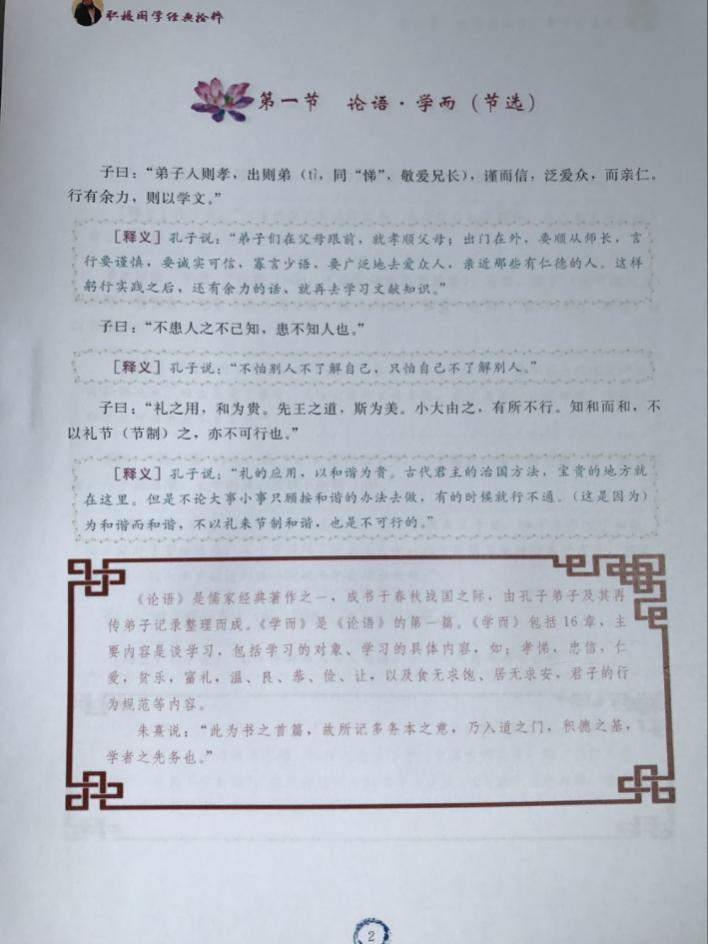 职校国学经典拾粹
第一节 论语·学而（节选）
子曰：“弟子入则孝，出则弟（tì，同“悌”，敬爱兄长），谨而信，泛爱众，而亲仁。
行有余力，则以学文。”
［释义］孔子说：“弟子们在父母跟前，就孝顺父母；出门在外，要顺从师长，言
行要谨慎，要诚实可信，寡言少语，要广泛地去爱众人，亲近那些有仁德的人。这样
躬行实践之后，还有余力的话、就再去学习文献知识。”
子曰：“不患人之不己知，患不知人也。”
［释义］孔子说：“不怕别人不了解自己，只怕自己不了解别人。”
子曰：“礼之用，和为贵。先王之道，斯为美。小大由之，有所不行。知和而和，不
以礼节（节制）之，亦不可行也。”
［释义］孔子说：“礼的应用，以和谐为贵。古代君主的治国方法，宝贵的地方就
在这里。但是不论大事小事只顾按和谐的办法去做，有的时候就行不通。（这是因为）
为和谐而和谐，不以礼来节制和谐，也是不可行的。”
《论语》是儒家经典著作之一，成书于春秋战国之际，由孔子弟子及其再
传弟子记录整理而成。《学而》是《论语》的第一篇。《学而》包括 16 章，主
要内容是谈学习，包括学习的对象、学习的具体内容，如：孝悌，忠信，仁
爱，贫乐，富礼，温、良、恭、俭、让，以及食无求饱、居无求安，君子的行
为规范等内容。
朱熹说：“此为书之首篇，故所记多务本之意，乃入道之门，积德之基，
学者之先务也。”
2